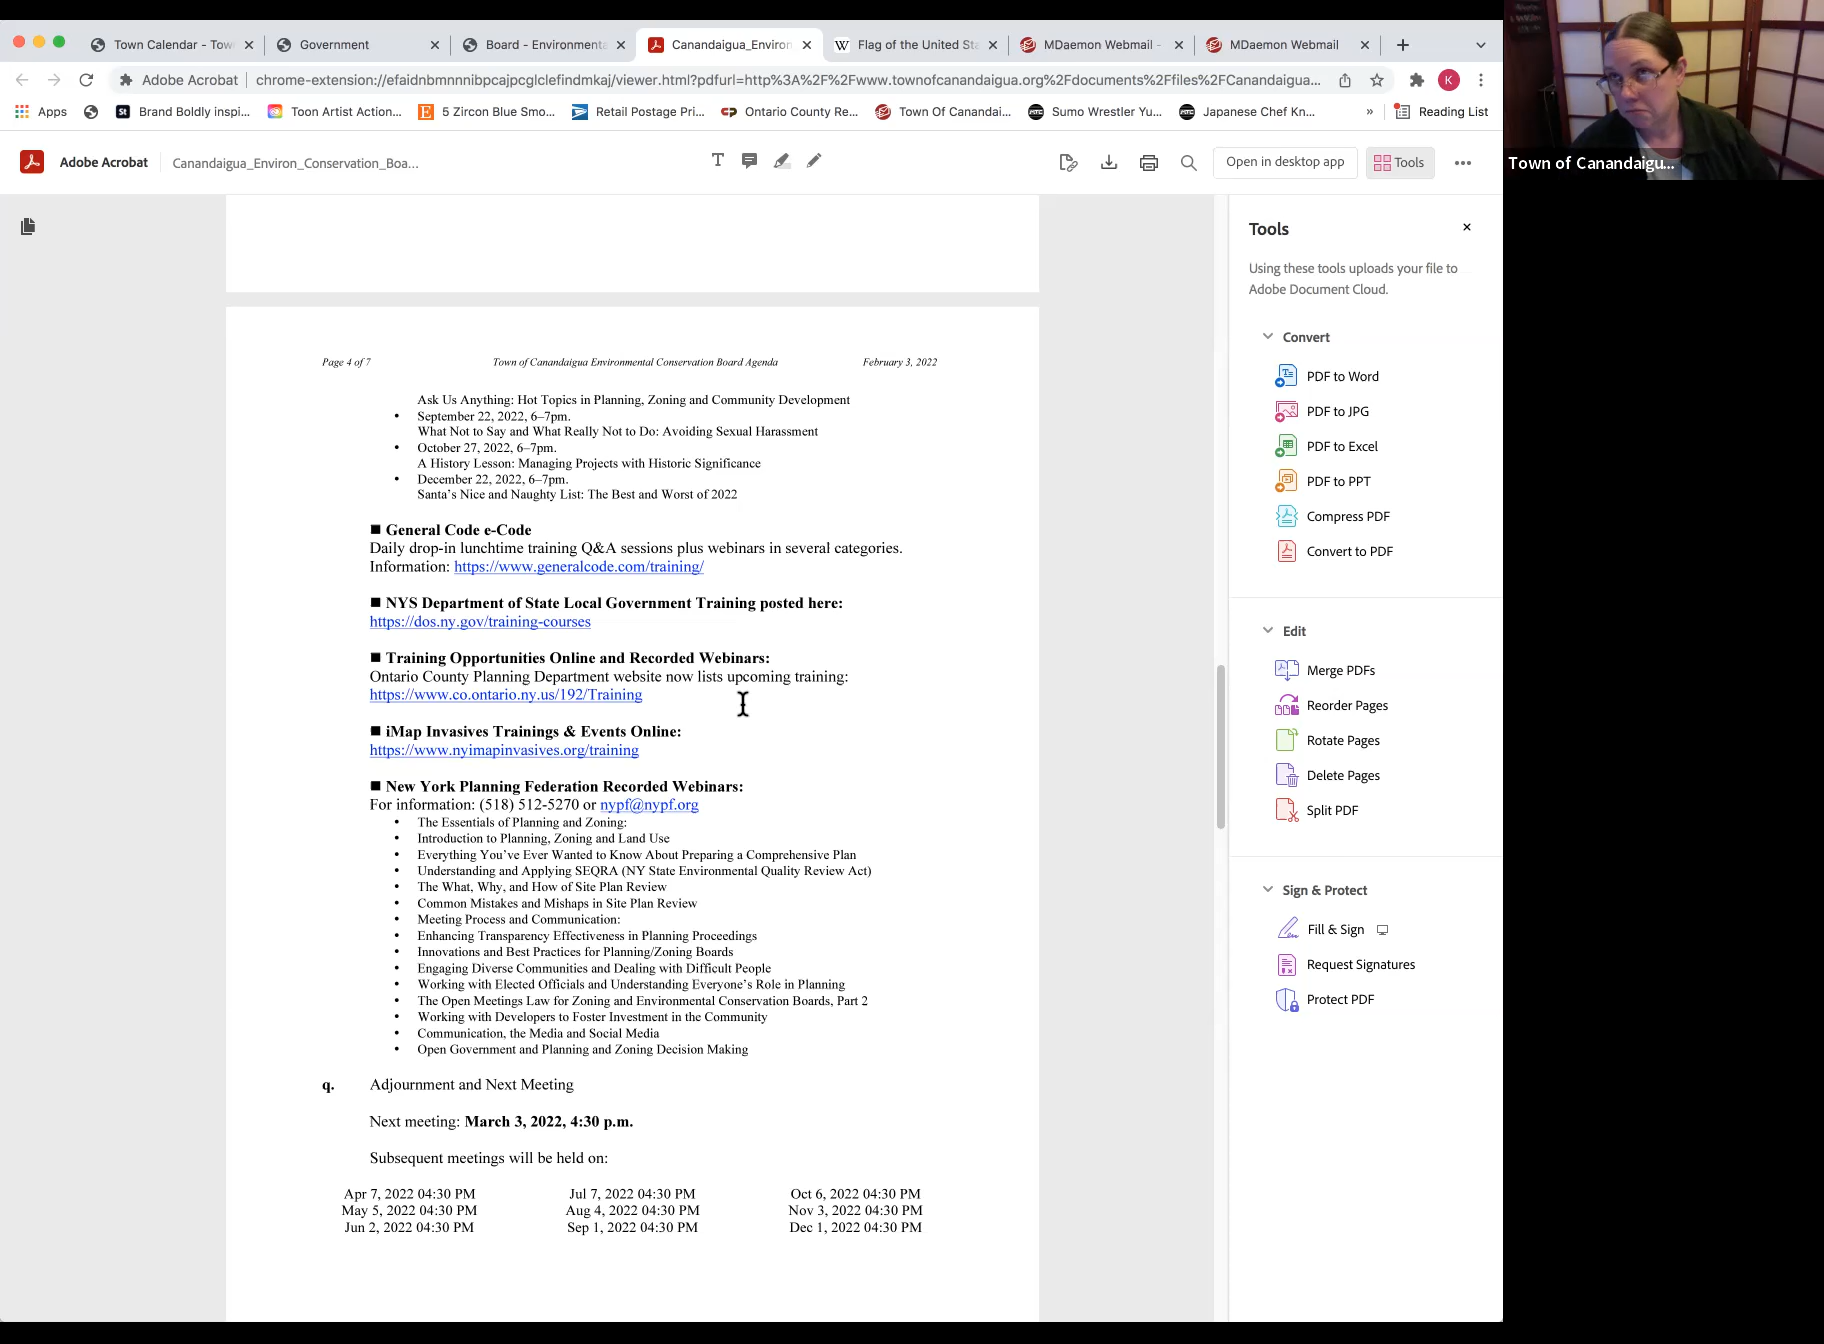 Town Calendar - Tow
Government
Board - Environmenta
Canandaigua_Environ
Flag of the United Sta
MDaemon Webmail -
MDaemon Webmail
Adobe Acrobat
chrome-extension://efaidnbmnnnibpcajpcglclefindmkaj/viewer.html?pdfurl=http%3A%2F%2Fwww.townofcanandaigua.org%2Fdocuments%2Ffiles%2FCanandaigua...
K
Apps
St
Brand Boldly inspi...
Toon Artist Action...
E
5 Zircon Blue Smo...
Retail Postage Pri...
Ontario County Re...
Town Of Canandai...
Sumo Wrestler Yu...
Japanese Chef Kn...
»
Reading List
Adobe Acrobat
Canandaigua_Environ_Conservation_Boa...
Open in desktop app
Tools
Town of Canandaigu...
Page 4 of 7
Town of Canandaigua Environmental Conservation Board Agenda
February 3, 2022
Ask Us Anything: Hot Topics in Planning, Zoning and Community Development
• September 22, 2022, 6–7pm.
What Not to Say and What Really Not to Do: Avoiding Sexual Harassment
• October 27, 2022, 6–7pm.
A History Lesson: Managing Projects with Historic Significance
• December 22, 2022, 6–7pm.
Santa's Nice and Naughty List: The Best and Worst of 2022
■ General Code e-Code
Daily drop-in lunchtime training Q&A sessions plus webinars in several categories.
Information: https://www.generalcode.com/training/
■ NYS Department of State Local Government Training posted here:
https://dos.ny.gov/training-courses
■ Training Opportunities Online and Recorded Webinars:
Ontario County Planning Department website now lists upcoming training:
https://www.co.ontario.ny.us/192/Training
■ iMap Invasives Trainings & Events Online:
https://www.nyimapinvasives.org/training
■ New York Planning Federation Recorded Webinars:
For information: (518) 512-5270 or nypf@nypf.org
• The Essentials of Planning and Zoning:
• Introduction to Planning, Zoning and Land Use
• Everything You've Ever Wanted to Know About Preparing a Comprehensive Plan
• Understanding and Applying SEQRA (NY State Environmental Quality Review Act)
• The What, Why, and How of Site Plan Review
• Common Mistakes and Mishaps in Site Plan Review
• Meeting Process and Communication:
• Enhancing Transparency Effectiveness in Planning Proceedings
• Innovations and Best Practices for Planning/Zoning Boards
• Engaging Diverse Communities and Dealing with Difficult People
• Working with Elected Officials and Understanding Everyone's Role in Planning
• The Open Meetings Law for Zoning and Environmental Conservation Boards, Part 2
• Working with Developers to Foster Investment in the Community
• Communication, the Media and Social Media
• Open Government and Planning and Zoning Decision Making
q. Adjournment and Next Meeting
Next meeting: March 3, 2022, 4:30 p.m.
Subsequent meetings will be held on:
Apr 7, 2022 04:30 PM Jul 7, 2022 04:30 PM Oct 6, 2022 04:30 PM
May 5, 2022 04:30 PM Aug 4, 2022 04:30 PM Nov 3, 2022 04:30 PM
Jun 2, 2022 04:30 PM Sep 1, 2022 04:30 PM Dec 1, 2022 04:30 PM
Tools
Using these tools uploads your file to
Adobe Document Cloud.
Convert
PDF to Word
PDF to JPG
PDF to Excel
PDF to PPT
Compress PDF
Convert to PDF
Edit
Merge PDFs
Reorder Pages
Rotate Pages
Delete Pages
Split PDF
Sign & Protect
Fill & Sign
Request Signatures
Protect PDF